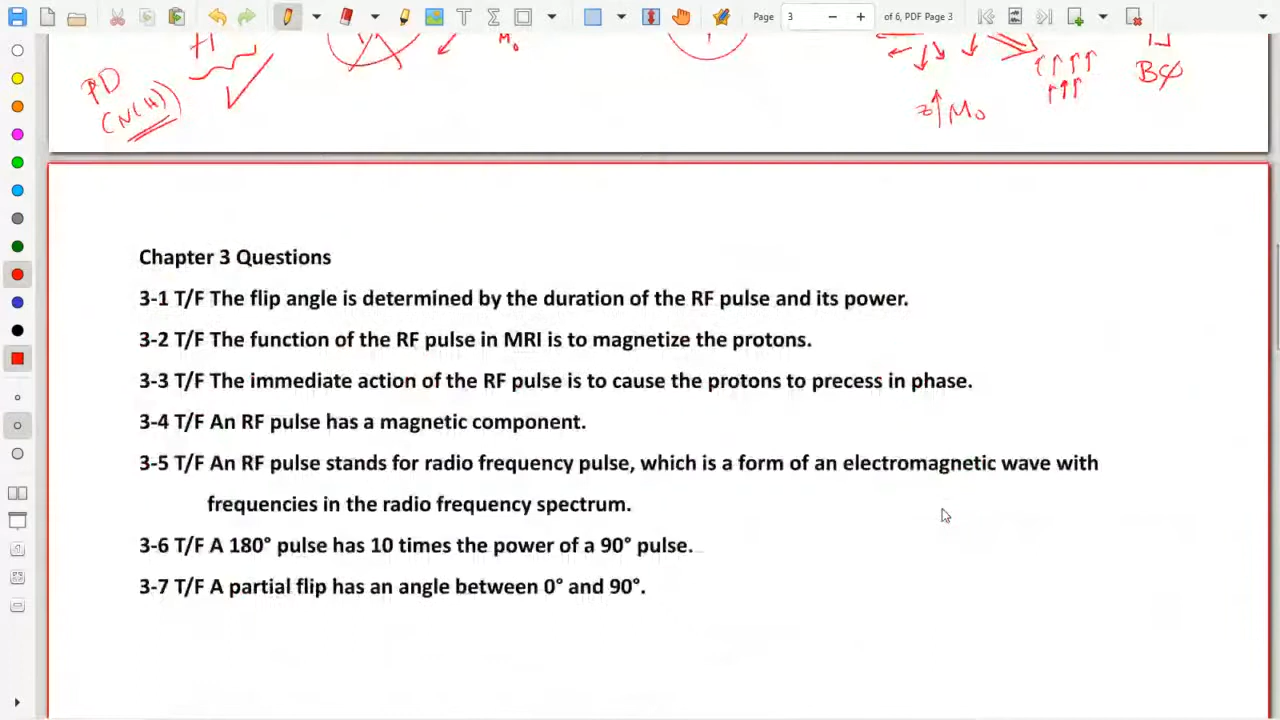 Page 3 of 6, PDF Page 3
H
M₀
PD
(N(H))
z M₀
Bφ
Chapter 3 Questions
3-1 T/F The flip angle is determined by the duration of the RF pulse and its power.
3-2 T/F The function of the RF pulse in MRI is to magnetize the protons.
3-3 T/F The immediate action of the RF pulse is to cause the protons to precess in phase.
3-4 T/F An RF pulse has a magnetic component.
3-5 T/F An RF pulse stands for radio frequency pulse, which is a form of an electromagnetic wave with
frequencies in the radio frequency spectrum.
3-6 T/F A 180° pulse has 10 times the power of a 90° pulse.
3-7 T/F A partial flip has an angle between 0° and 90°.